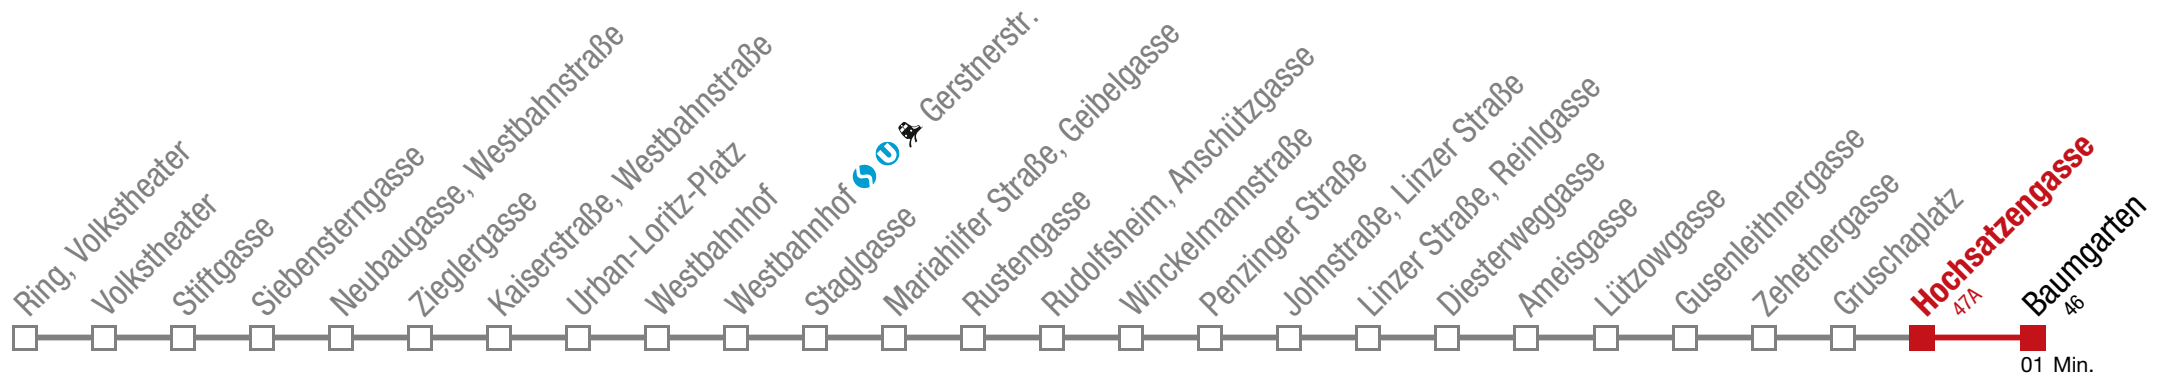 Ring, Volkstheater
Volkstheater
Stiftgasse
Siebensterngasse
Neubaugasse, Westbahnstraße
Zieglergasse
Kaiserstraße, Westbahnstraße
Urban-Loritz-Platz
Westbahnhof
Westbahnhof S U Gerstnerstr.
Staglgasse
Mariahilfer Straße, Geibelgasse
Rustengasse
Rudolfsheim, Anschützgasse
Winckelmannstraße
Penzinger Straße
Johnstraße, Linzer Straße
Linzer Straße, Reinlgasse
Diesterweggasse
Ameisgasse
Lützowgasse
Gusenleithnergasse
Zehetnergasse
Gruschaplatz
Hochsatzengasse
47A
Baumgarten
46
01 Min.